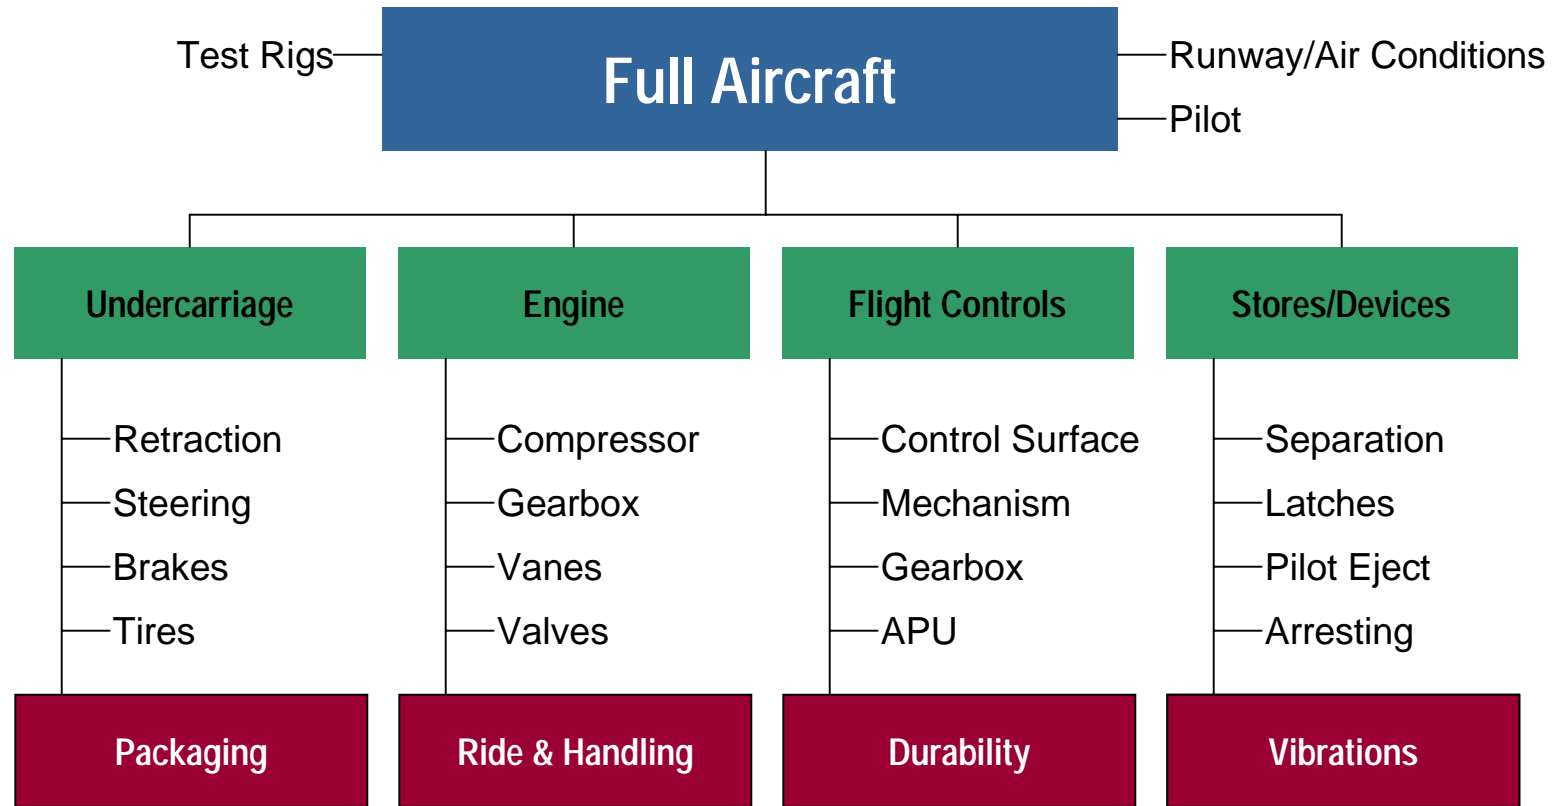 Test Rigs
Full Aircraft
Runway/Air Conditions
Pilot
Undercarriage
Engine
Flight Controls
Stores/Devices
Retraction
Compressor
Control Surface
Separation
Steering
Gearbox
Mechanism
Latches
Brakes
Vanes
Gearbox
Pilot Eject
Tires
Valves
APU
Arresting
Packaging
Ride & Handling
Durability
Vibrations